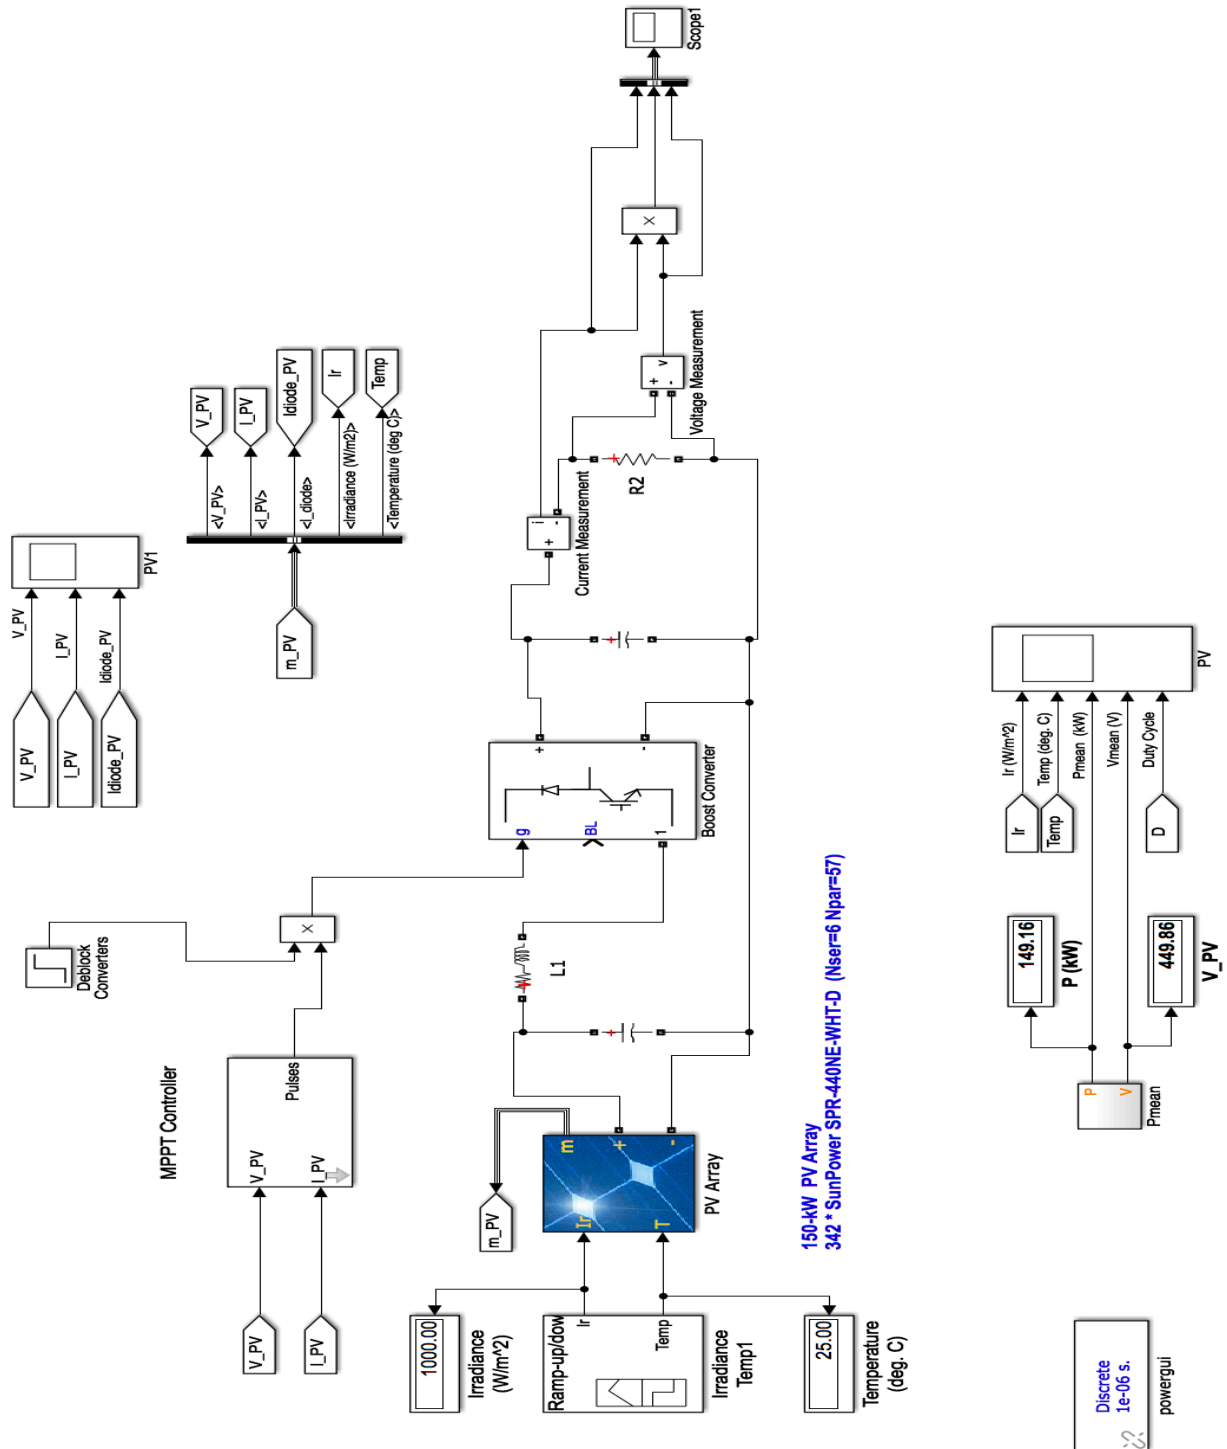 V_PV
I_PV
Idiode_PV
V_PV
I_PV
Idiode_PV
PV1
m_PV
<V_PV>
<I_PV>
<I_diode>
<Irradiance (W/m2)>
<Temperature (deg C)>
V_PV
I_PV
Idiode_PV
Ir
Temp
Deblock
Converters
X
MPPT Controller
V_PV
I_PV
V_PV
I_PV
Pulses
1000.00
Irradiance
(W/m^2)
Ramp-up/dow
Ir
Temp
Irradiance
Temp1
25.00
Temperature
(deg. C)
m_PV
Ir
T
m
+
-
PV Array
+
L1
+
+
g
BL
1
+
-
Boost Converter
+
+
-
i
Current Measurement
+
R2
+
-
v
Voltage Measurement
X
Scope1
150-kW PV Array
342 * SunPower SPR-440NE-WHT-D (Nser=6 Npar=57)
Discrete
1e-06 s.
powergui
P
V
Pmean
149.16
P (kW)
449.86
V_PV
Ir
Temp
D
Ir (W/m^2)
Temp (deg. C)
Pmean (kW)
Vmean (V)
Duty Cycle
PV